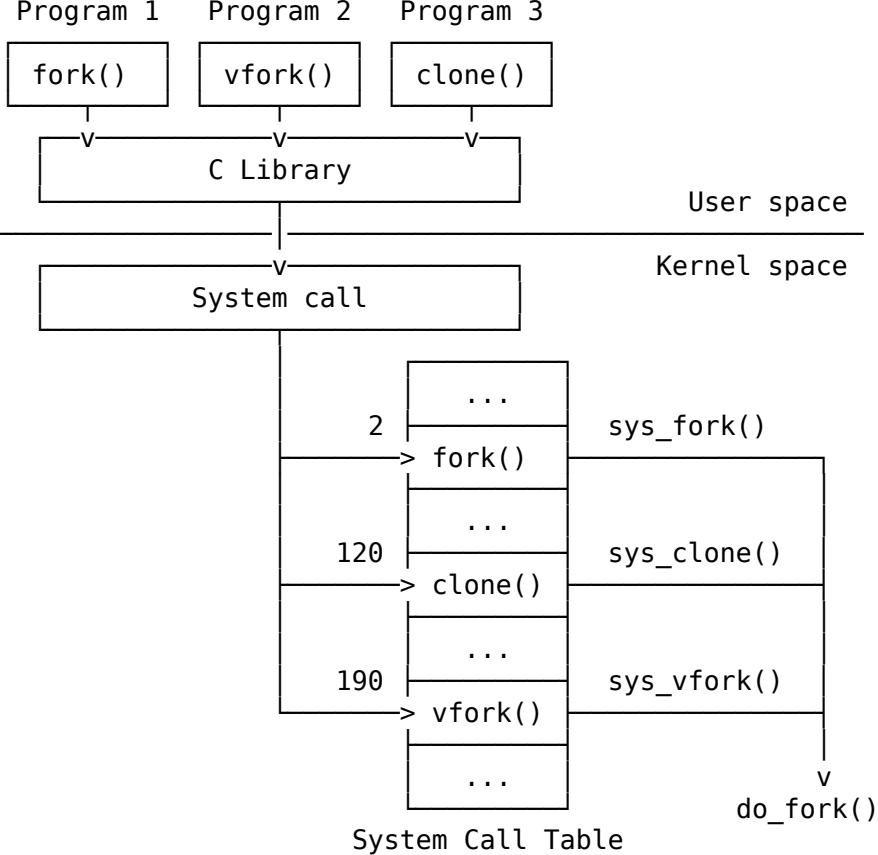 Program 1 Program 2 Program 3
fork() vfork() clone()
C Library
User space
Kernel space
System call
...
2 sys_fork()
fork()
...
120 sys_clone()
clone()
...
190 sys_vfork()
vfork()
...
do_fork()
System Call Table